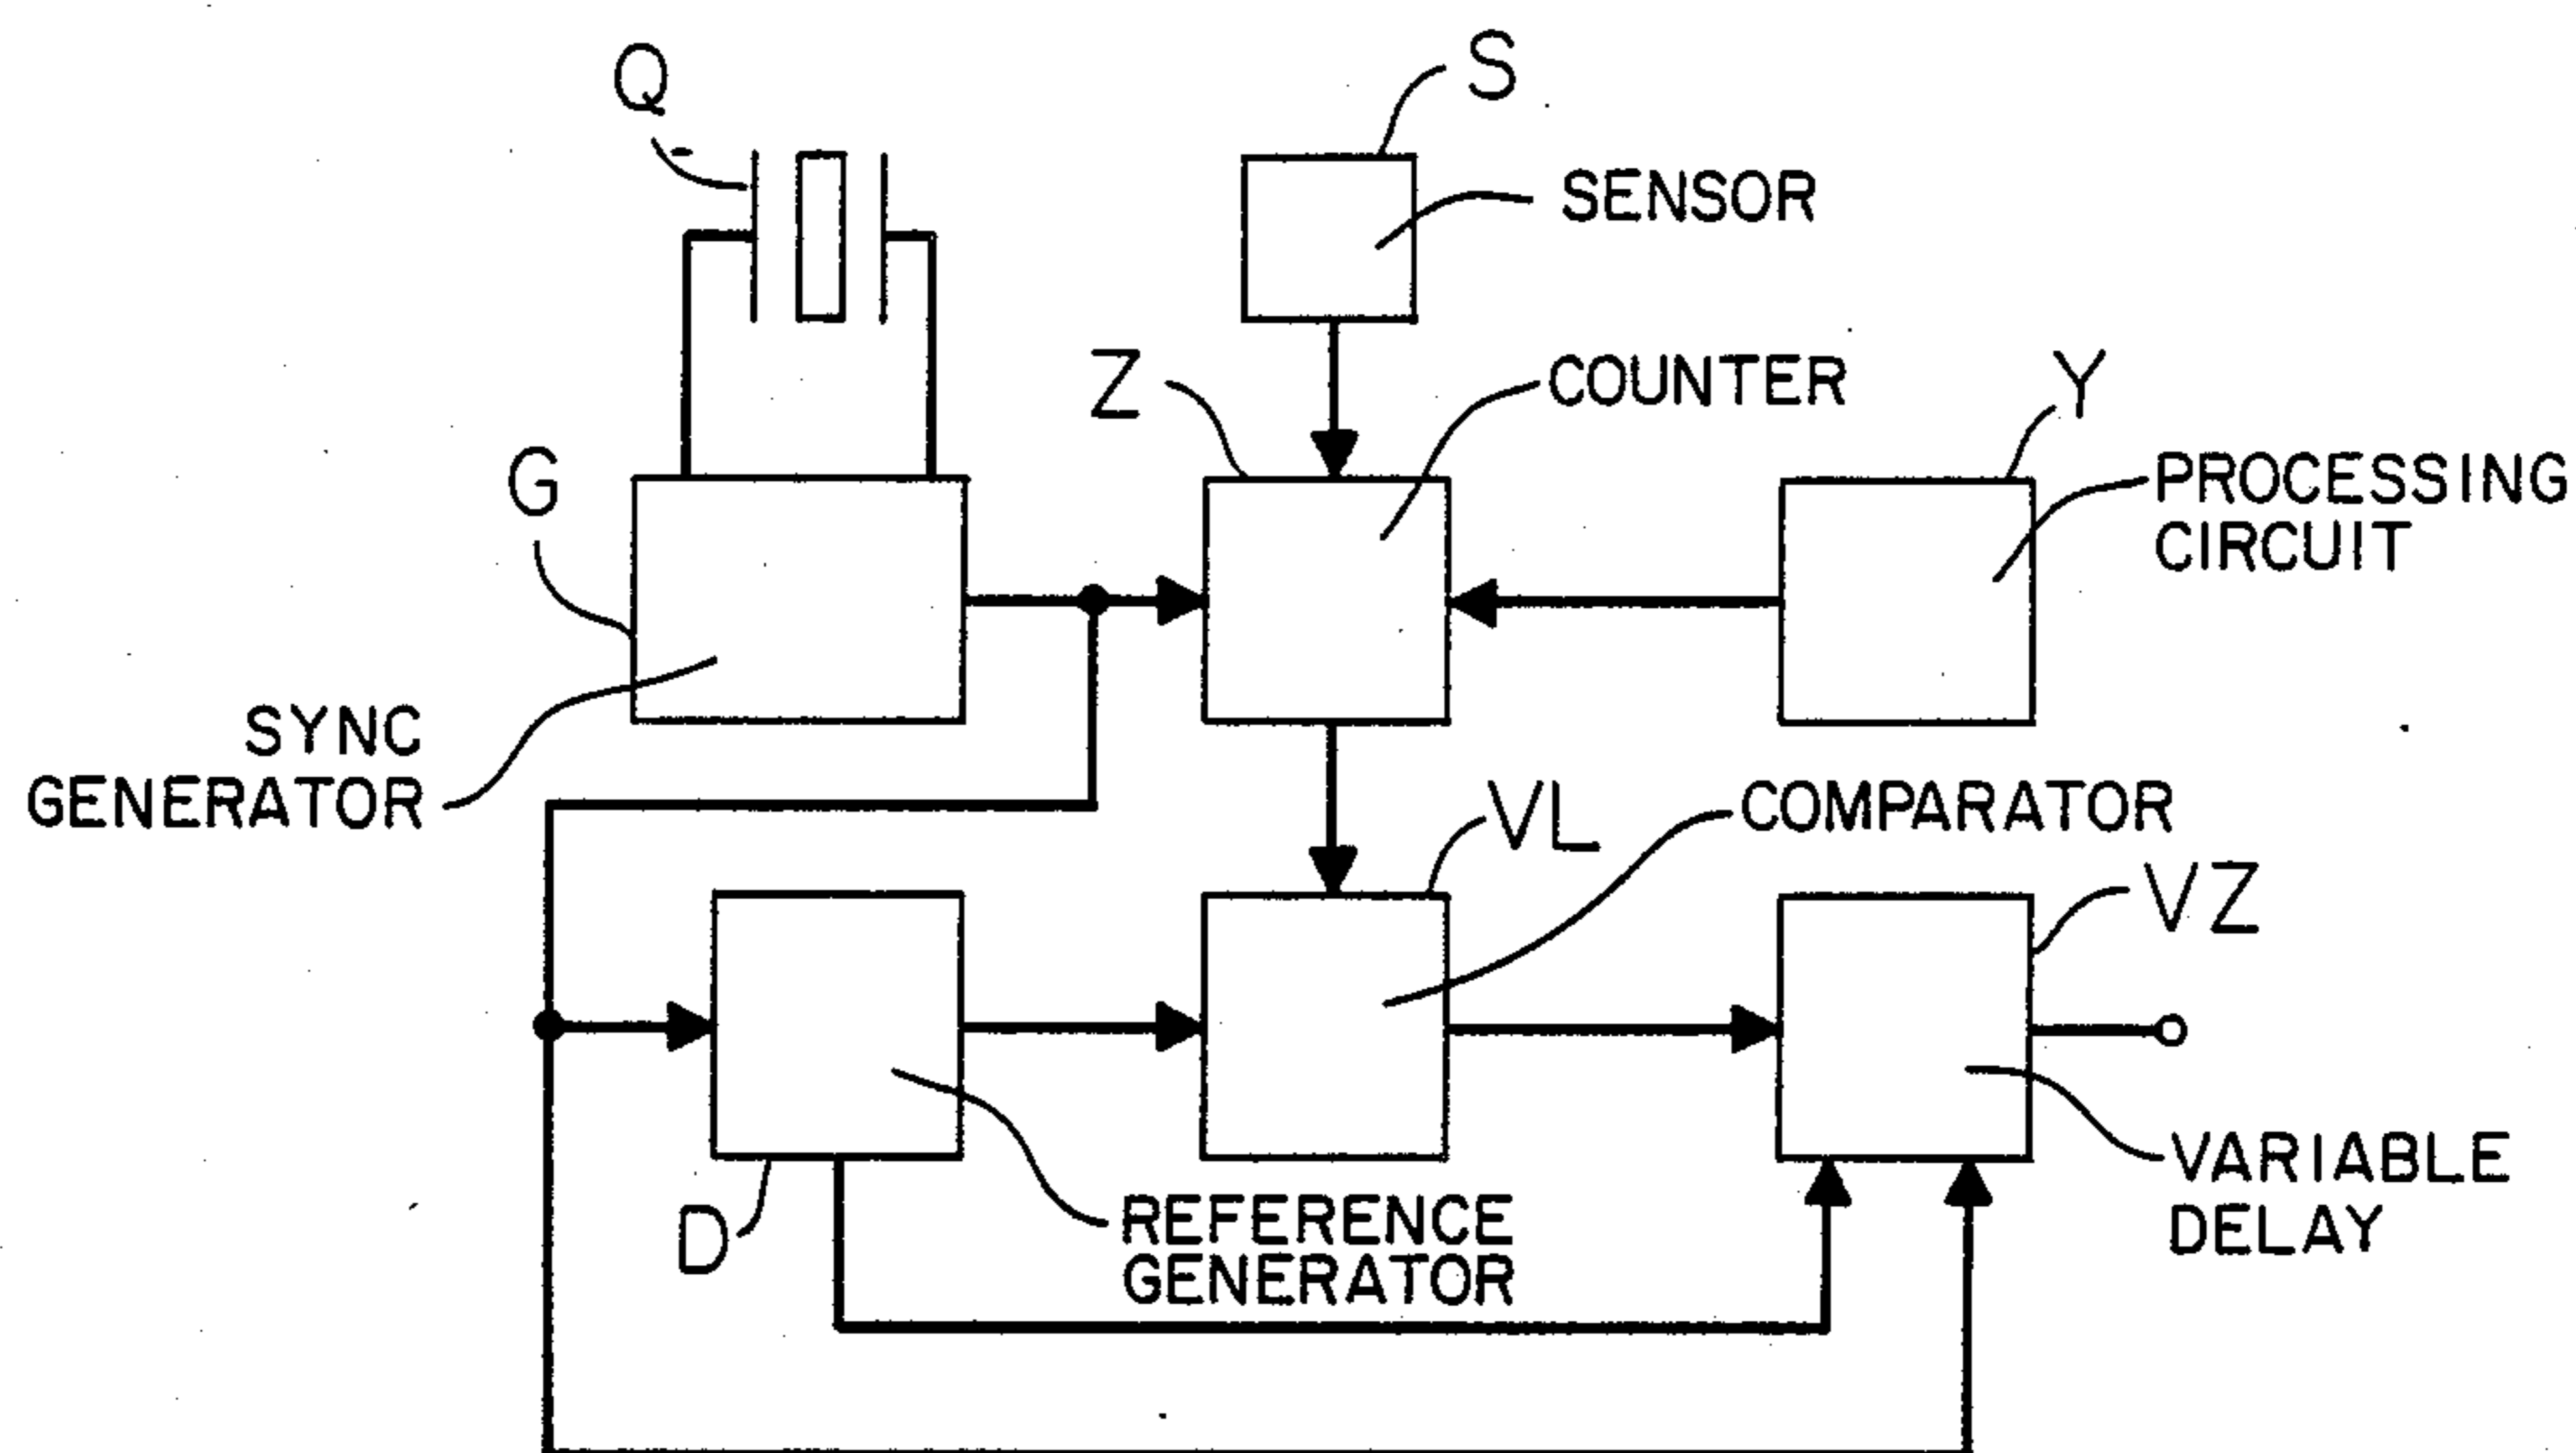 Q
S
SENSOR
Z
COUNTER
Y
PROCESSING
CIRCUIT
G
SYNC
GENERATOR
VL
COMPARATOR
VZ
D
REFERENCE
GENERATOR
VARIABLE
DELAY